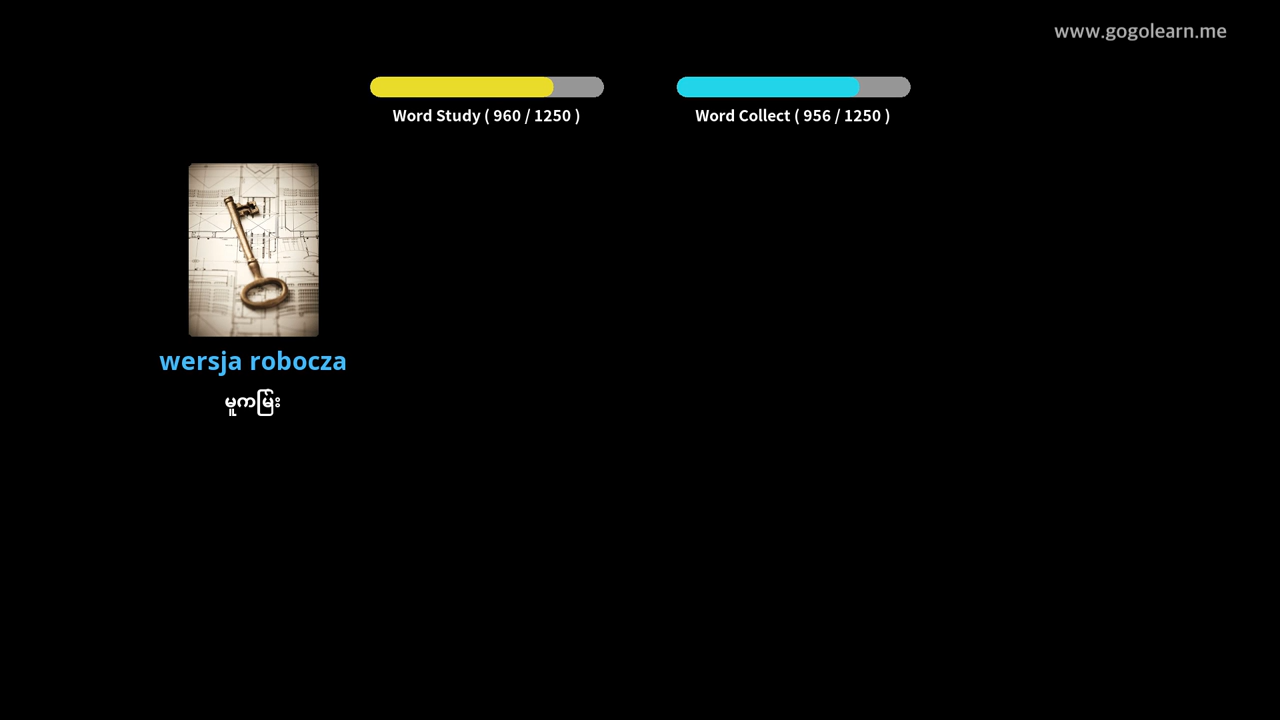 www.gogolearn.me
Word Study ( 960 / 1250 )
Word Collect ( 956 / 1250 )
wersja robocza
မူကြမ်း